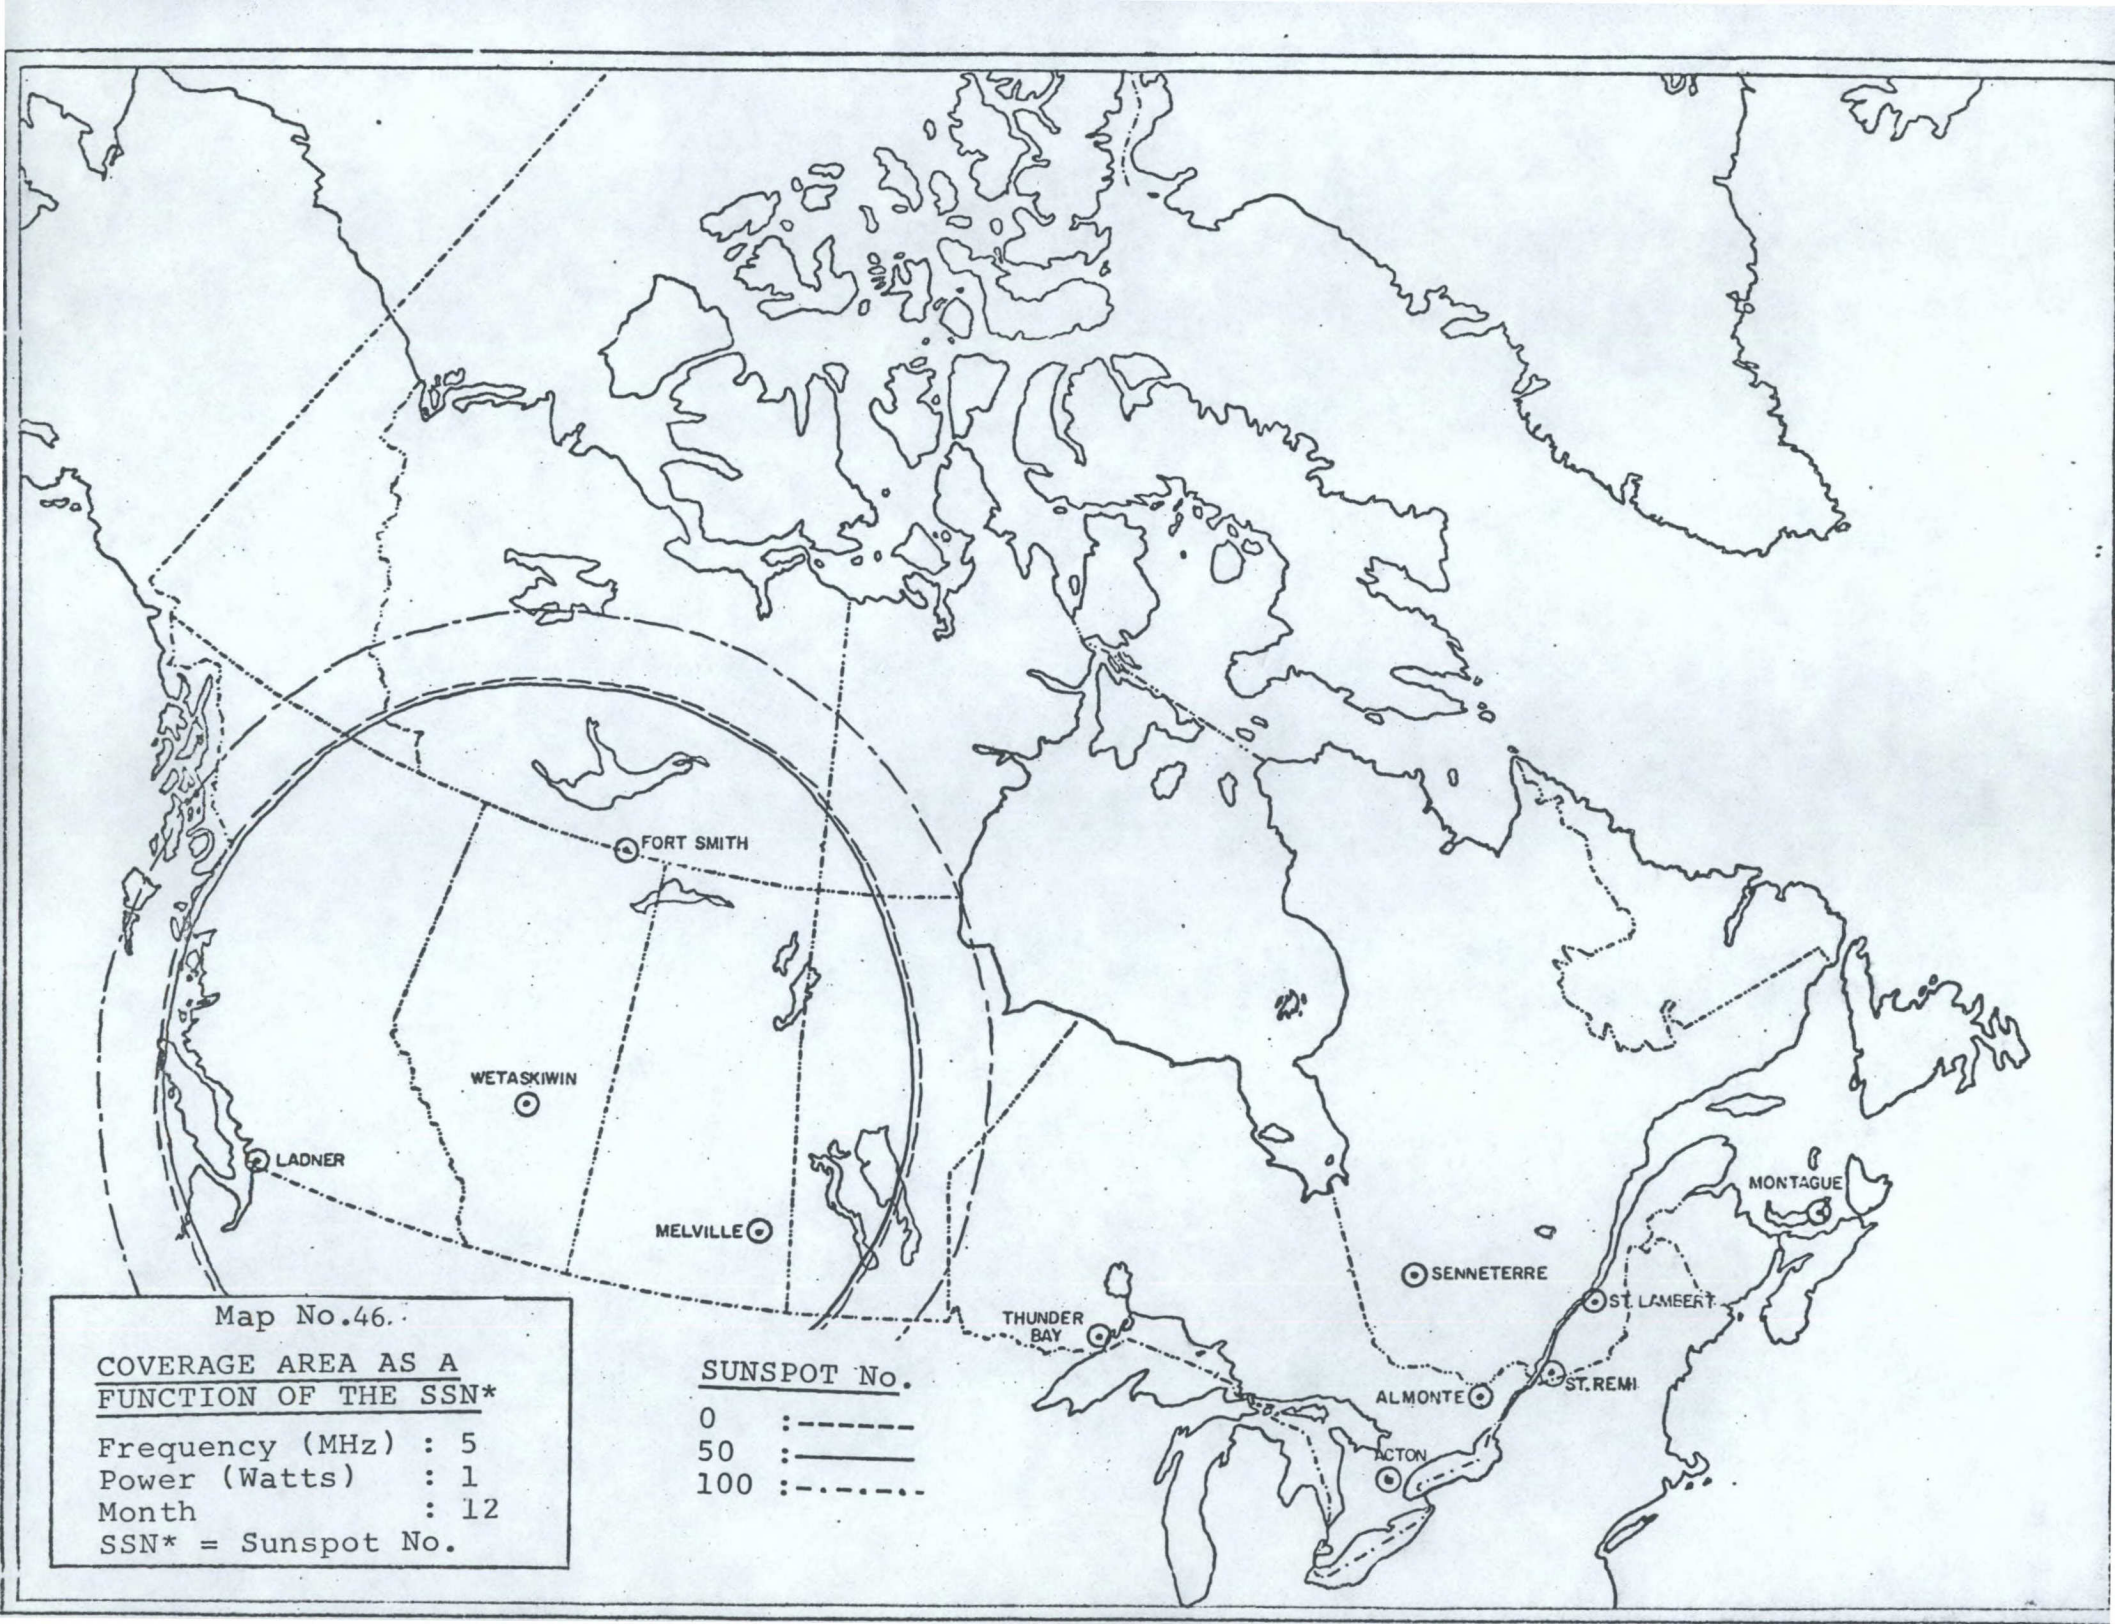 FORT SMITH
WETASKIWIN
LADNER
MELVILLE
MONTAGUE
SENNETERRE
ST. LAMBERT
THUNDER
BAY
ST. REMI
ALMONTE
ACTON
Map No.46.
COVERAGE AREA AS A
FUNCTION OF THE SSN*
Frequency (MHz) : 5
Power (Watts) : 1
Month : 12
SSN* = Sunspot No.
SUNSPOT No.
0 :
50 :
100 :